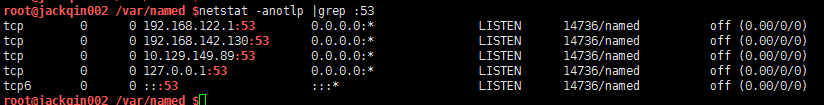 root@jackqin002 /var/named $netstat -anotlp |grep :53
tcp 0 0 192.168.122.1:53 0.0.0.0:* LISTEN 14736/named off (0.00/0/0)
tcp 0 0 192.168.142.130:53 0.0.0.0:* LISTEN 14736/named off (0.00/0/0)
tcp 0 0 10.129.149.89:53 0.0.0.0:* LISTEN 14736/named off (0.00/0/0)
tcp 0 0 127.0.0.1:53 0.0.0.0:* LISTEN 14736/named off (0.00/0/0)
tcp6 0 0 :::53 :::* LISTEN 14736/named off (0.00/0/0)
root@jackqin002 /var/named $